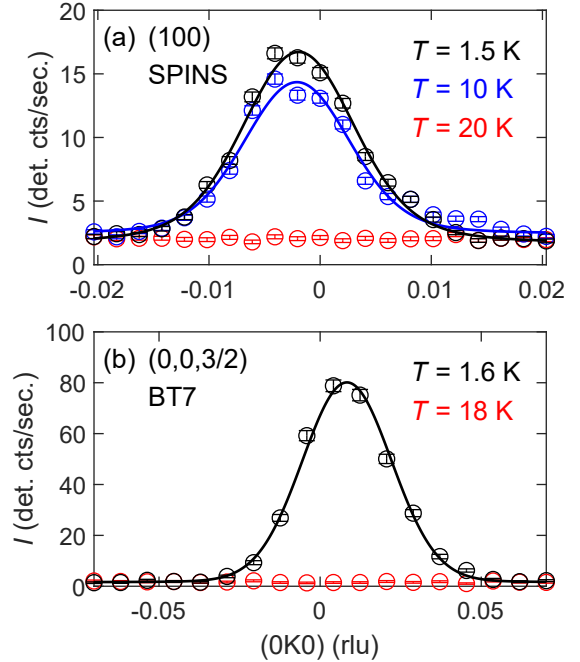 (a) (100)
SPINS
T = 1.5 K
T = 10 K
T = 20 K
I (det. cts/sec.)
20
15
10
5
0
-0.02 -0.01 0 0.01 0.02
(b) (0,0,3/2)
BT7
T = 1.6 K
T = 18 K
I (det. cts/sec.)
100
80
60
40
20
0
-0.05 0 0.05
(0K0) (rlu)